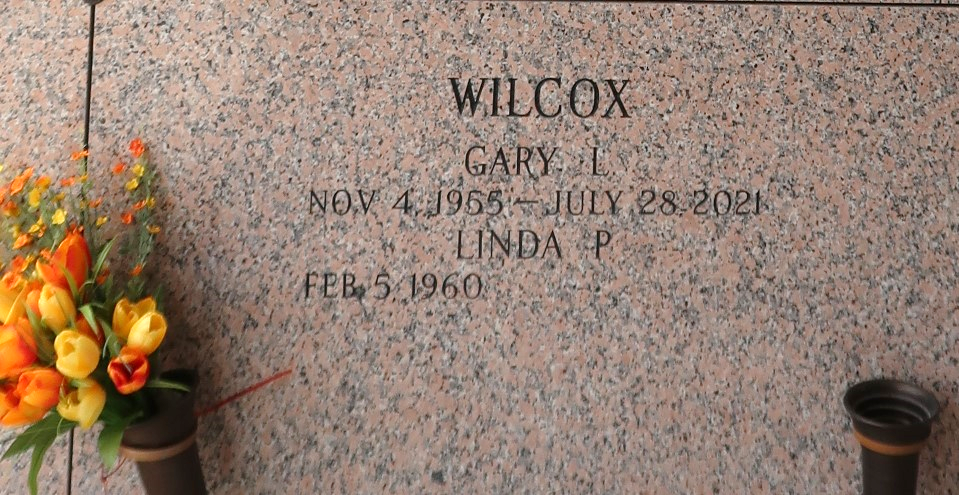 WILCOX
GARY L
NOV 4, 1955 — JULY 28, 2021
LINDA P
FEB 5, 1960